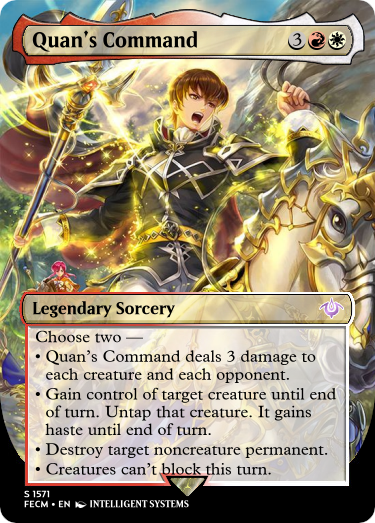 Quan's Command 3
Legendary Sorcery
Choose two —
• Quan's Command deals 3 damage to
each creature and each opponent.
• Gain control of target creature until end
of turn. Untap that creature. It gains
haste until end of turn.
• Destroy target noncreature permanent.
• Creatures can't block this turn.
S 1571
FECM • EN INTELLIGENT SYSTEMS